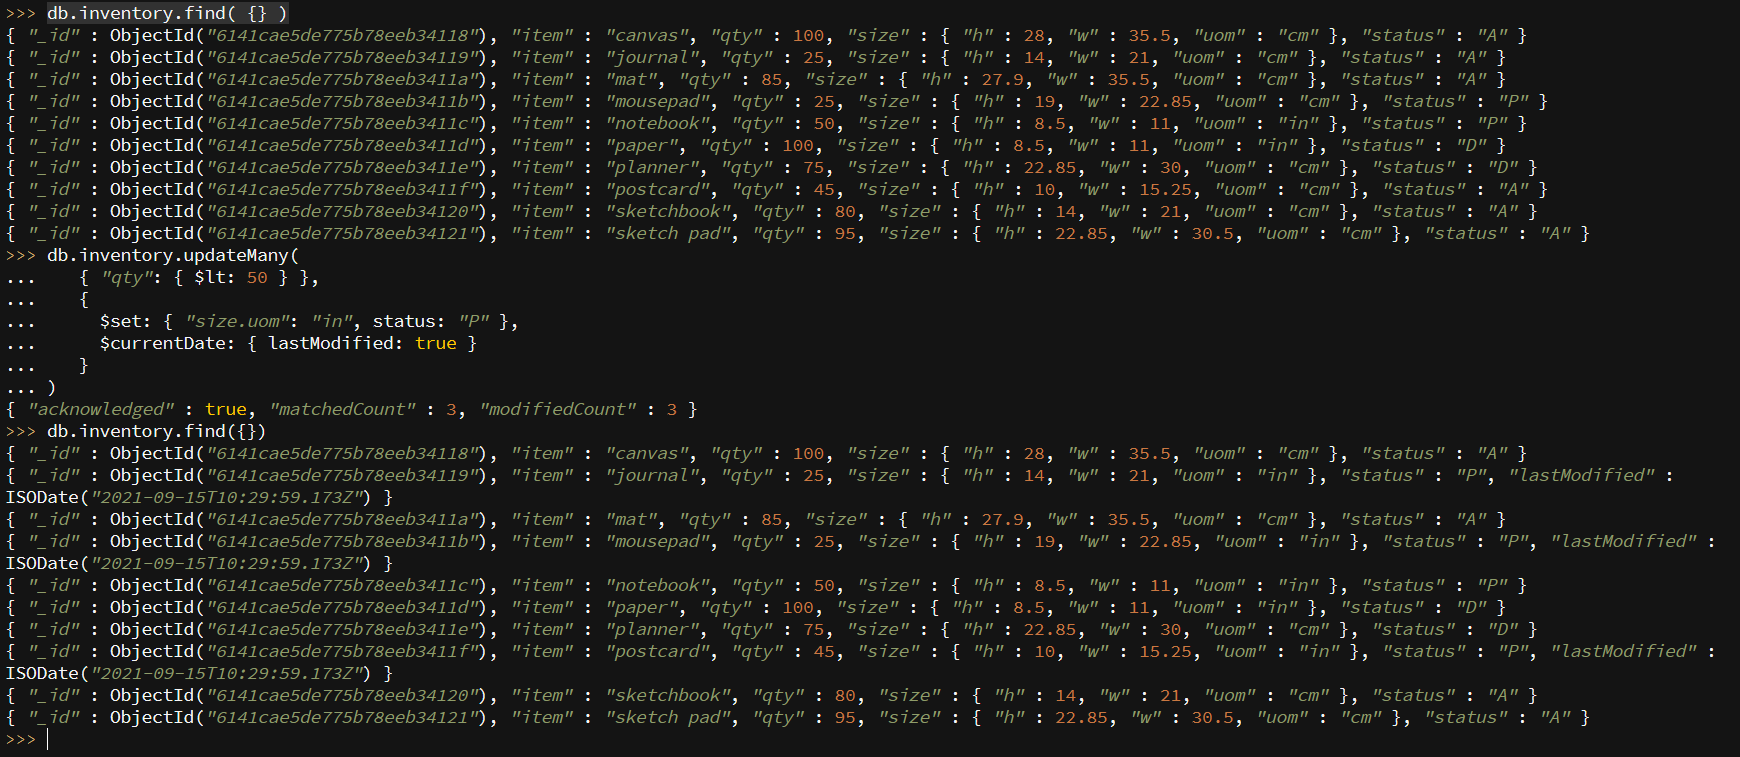 >>> db.inventory.find( {} )
{ "_id" : ObjectId("6141cae5de775b78eeb34118"), "item" : "canvas", "qty" : 100, "size" : { "h" : 28, "w" : 35.5, "uom" : "cm" }, "status" : "A" }
{ "_id" : ObjectId("6141cae5de775b78eeb34119"), "item" : "journal", "qty" : 25, "size" : { "h" : 14, "w" : 21, "uom" : "cm" }, "status" : "A" }
{ "_id" : ObjectId("6141cae5de775b78eeb3411a"), "item" : "mat", "qty" : 85, "size" : { "h" : 27.9, "w" : 35.5, "uom" : "cm" }, "status" : "A" }
{ "_id" : ObjectId("6141cae5de775b78eeb3411b"), "item" : "mousepad", "qty" : 25, "size" : { "h" : 19, "w" : 22.85, "uom" : "cm" }, "status" : "P" }
{ "_id" : ObjectId("6141cae5de775b78eeb3411c"), "item" : "notebook", "qty" : 50, "size" : { "h" : 8.5, "w" : 11, "uom" : "in" }, "status" : "P" }
{ "_id" : ObjectId("6141cae5de775b78eeb3411d"), "item" : "paper", "qty" : 100, "size" : { "h" : 8.5, "w" : 11, "uom" : "in" }, "status" : "D" }
{ "_id" : ObjectId("6141cae5de775b78eeb3411e"), "item" : "planner", "qty" : 75, "size" : { "h" : 22.85, "w" : 30, "uom" : "cm" }, "status" : "D" }
{ "_id" : ObjectId("6141cae5de775b78eeb3411f"), "item" : "postcard", "qty" : 45, "size" : { "h" : 10, "w" : 15.25, "uom" : "cm" }, "status" : "A" }
{ "_id" : ObjectId("6141cae5de775b78eeb34120"), "item" : "sketchbook", "qty" : 80, "size" : { "h" : 14, "w" : 21, "uom" : "cm" }, "status" : "A" }
{ "_id" : ObjectId("6141cae5de775b78eeb34121"), "item" : "sketch pad", "qty" : 95, "size" : { "h" : 22.85, "w" : 30.5, "uom" : "cm" }, "status" : "A" }
>>> db.inventory.updateMany(
...    { "qty": { $lt: 50 } },
...    {
...      $set: { "size.uom": "in", status: "P" },
...      $currentDate: { lastModified: true }
...    }
... )
{ "acknowledged" : true, "matchedCount" : 3, "modifiedCount" : 3 }
>>> db.inventory.find({})
{ "_id" : ObjectId("6141cae5de775b78eeb34118"), "item" : "canvas", "qty" : 100, "size" : { "h" : 28, "w" : 35.5, "uom" : "cm" }, "status" : "A" }
{ "_id" : ObjectId("6141cae5de775b78eeb34119"), "item" : "journal", "qty" : 25, "size" : { "h" : 14, "w" : 21, "uom" : "in" }, "status" : "P", "lastModified" :
ISODate("2021-09-15T10:29:59.173Z") }
{ "_id" : ObjectId("6141cae5de775b78eeb3411a"), "item" : "mat", "qty" : 85, "size" : { "h" : 27.9, "w" : 35.5, "uom" : "cm" }, "status" : "A" }
{ "_id" : ObjectId("6141cae5de775b78eeb3411b"), "item" : "mousepad", "qty" : 25, "size" : { "h" : 19, "w" : 22.85, "uom" : "in" }, "status" : "P", "lastModified" :
ISODate("2021-09-15T10:29:59.173Z") }
{ "_id" : ObjectId("6141cae5de775b78eeb3411c"), "item" : "notebook", "qty" : 50, "size" : { "h" : 8.5, "w" : 11, "uom" : "in" }, "status" : "P" }
{ "_id" : ObjectId("6141cae5de775b78eeb3411d"), "item" : "paper", "qty" : 100, "size" : { "h" : 8.5, "w" : 11, "uom" : "in" }, "status" : "D" }
{ "_id" : ObjectId("6141cae5de775b78eeb3411e"), "item" : "planner", "qty" : 75, "size" : { "h" : 22.85, "w" : 30, "uom" : "cm" }, "status" : "D" }
{ "_id" : ObjectId("6141cae5de775b78eeb3411f"), "item" : "postcard", "qty" : 45, "size" : { "h" : 10, "w" : 15.25, "uom" : "in" }, "status" : "P", "lastModified" :
ISODate("2021-09-15T10:29:59.173Z") }
{ "_id" : ObjectId("6141cae5de775b78eeb34120"), "item" : "sketchbook", "qty" : 80, "size" : { "h" : 14, "w" : 21, "uom" : "cm" }, "status" : "A" }
{ "_id" : ObjectId("6141cae5de775b78eeb34121"), "item" : "sketch pad", "qty" : 95, "size" : { "h" : 22.85, "w" : 30.5, "uom" : "cm" }, "status" : "A" }
>>>